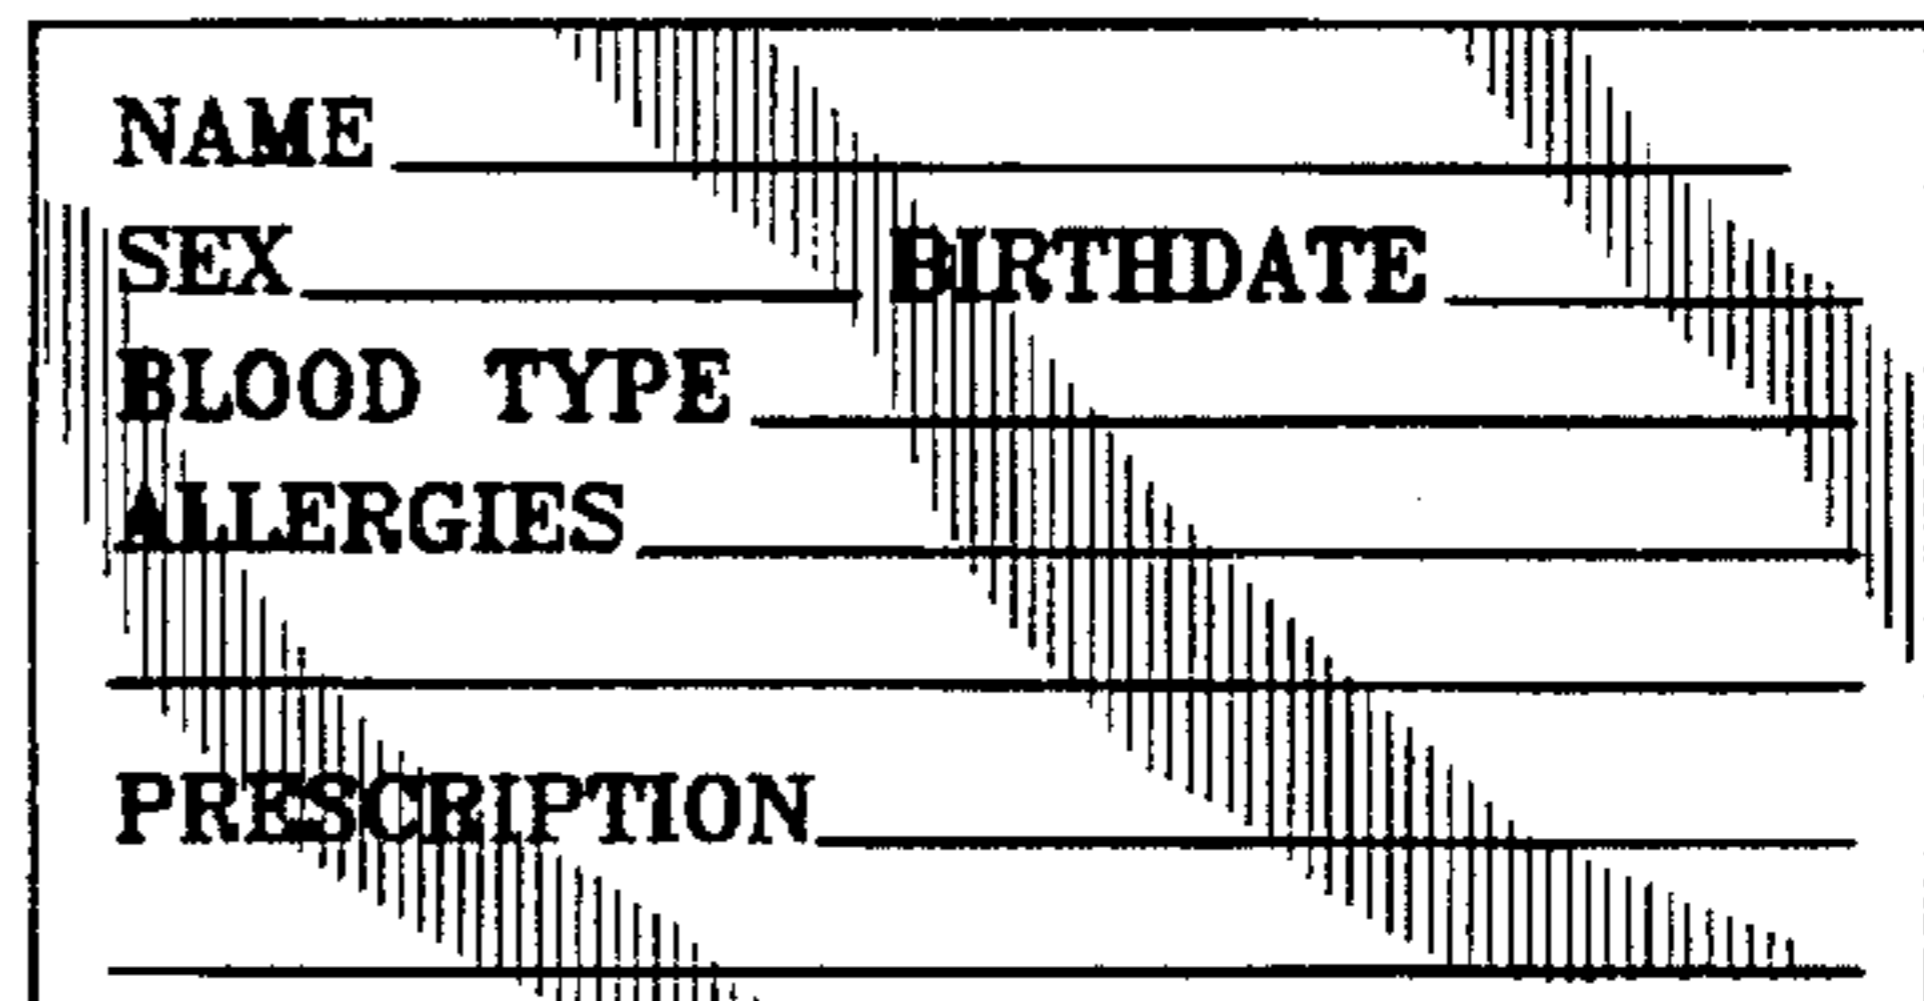 NAME
SEX BIRTHDATE
BLOOD TYPE
ALLERGIES
PRESCRIPTION